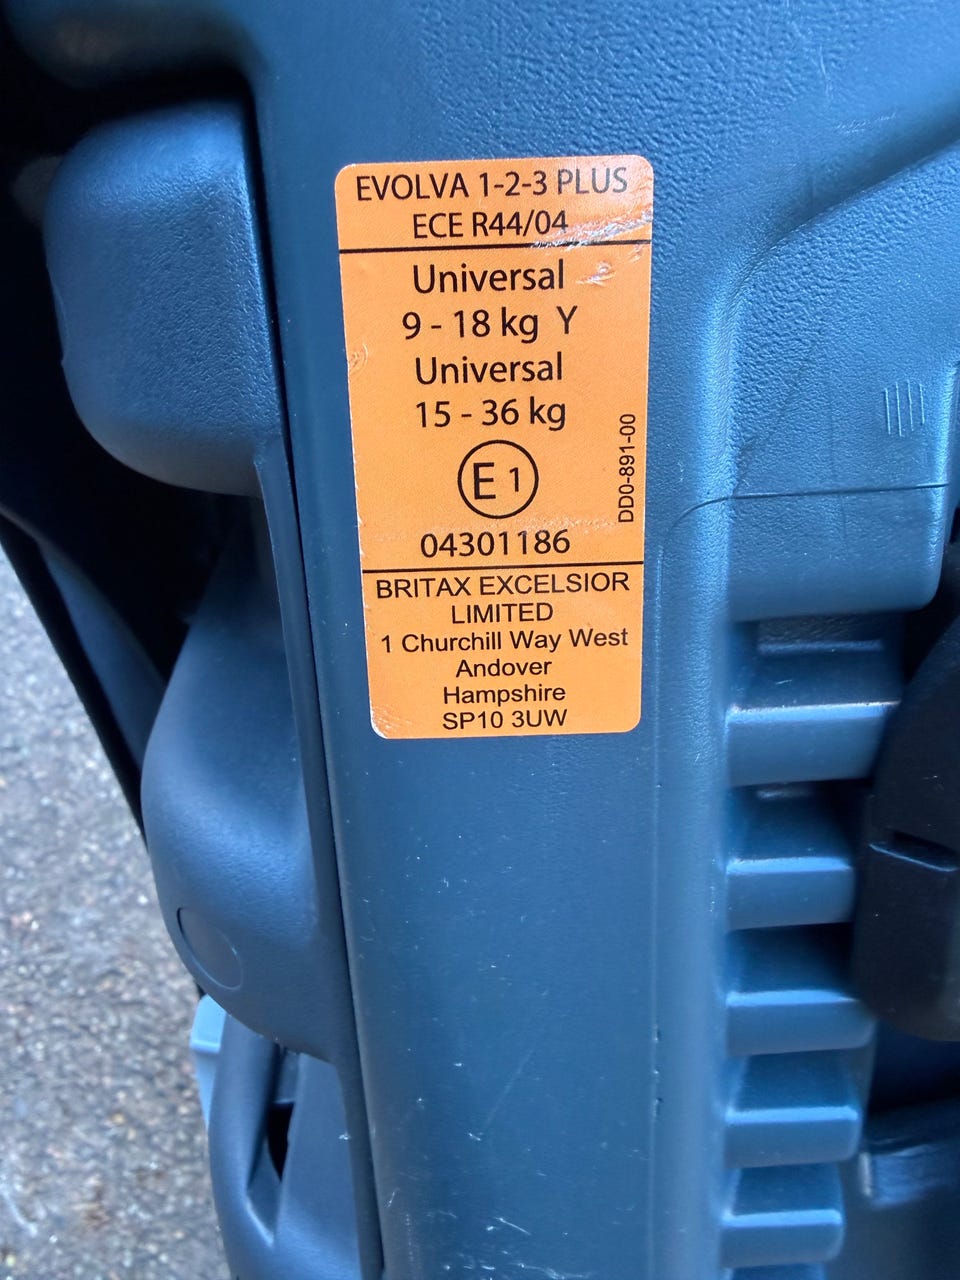 EVOLVA 1-2-3 PLUS
ECE R44/04
Universal
9 - 18 kg Y
Universal
15 - 36 kg
E 1
DD0-891-00
04301186
BRITAX EXCELSIOR
LIMITED
1 Churchill Way West
Andover
Hampshire
SP10 3UW